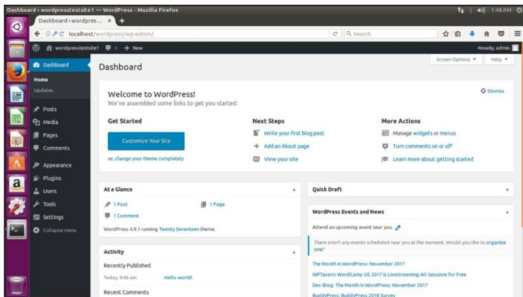 Dashboard ‹ wordpresstestsite1 — WordPress - Mozilla Firefox
1:48 AM
Dashboard ‹ wordpres...
localhost/wordpress/wp-admin/
Search
wordpresstestsite1
0
+ New
Howdy, admin
Dashboard
Home
Updates
Posts
Media
Pages
Comments
Appearance
Plugins
Users
Tools
Settings
Collapse menu
Dashboard
Screen Options
Help
Welcome to WordPress!
We've assembled some links to get you started:
Dismiss
Get Started
Customize Your Site
or, change your theme completely
Next Steps
Write your first blog post
Add an About page
View your site
More Actions
Manage widgets or menus
Turn comments on or off
Learn more about getting started
At a Glance
1 Post
1 Page
1 Comment
WordPress 4.9.1 running Twenty Seventeen theme.
Activity
Recently Published
Today, 9:46 am
Hello world!
Recent Comments
Quick Draft
WordPress Events and News
Attend an upcoming event near you.
There aren't any events scheduled near you at the moment. Would you like to organize
one?
The Month in WordPress: November 2017
WPTavern: WordCamp US 2017 is Livestreaming All Sessions For Free
Dev Blog: The Month in WordPress: November 2017
BuddyPress: BuddyPress 2018 Survey